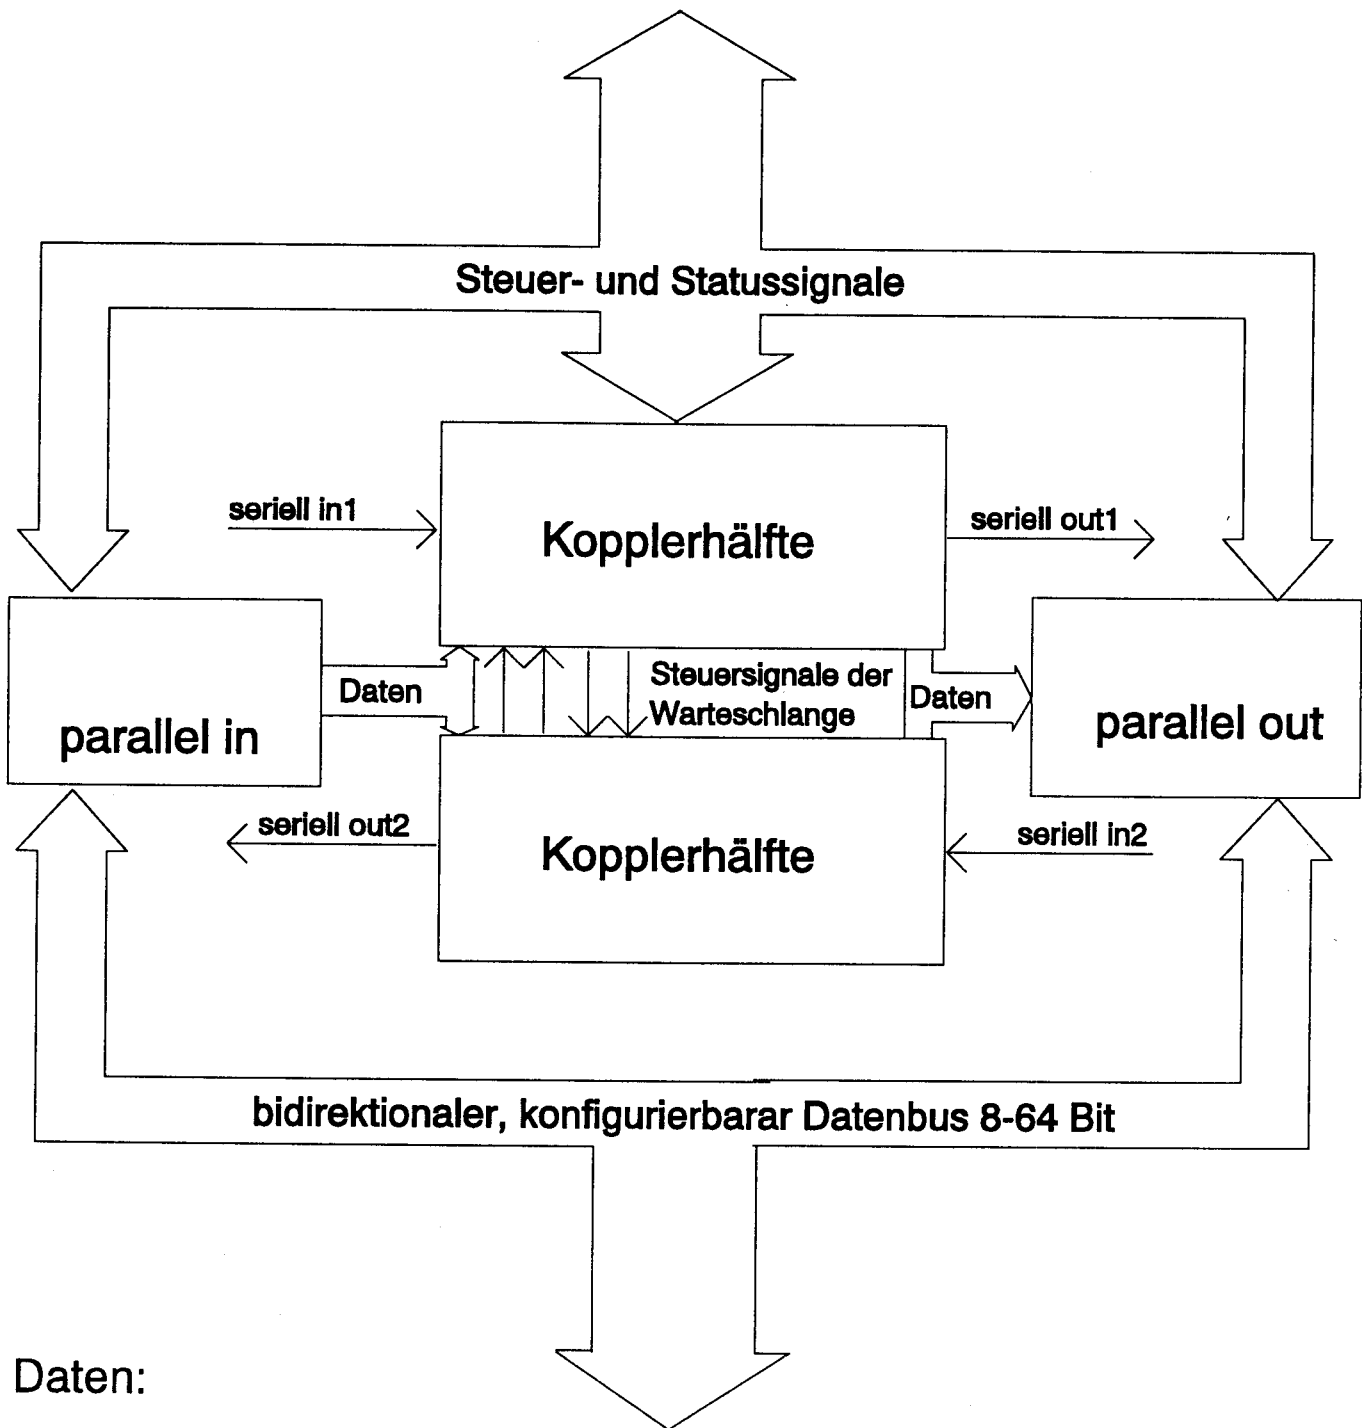 Steuer- und Statussignale
seriell in1
Kopplerhälfte
seriell out1
parallel in
Daten
Steuersignale der
Warteschlange
Daten
parallel out
seriell out2
Kopplerhälfte
seriell in2
bidirektionaler, konfigurierbarar Datenbus 8-64 Bit
Daten: